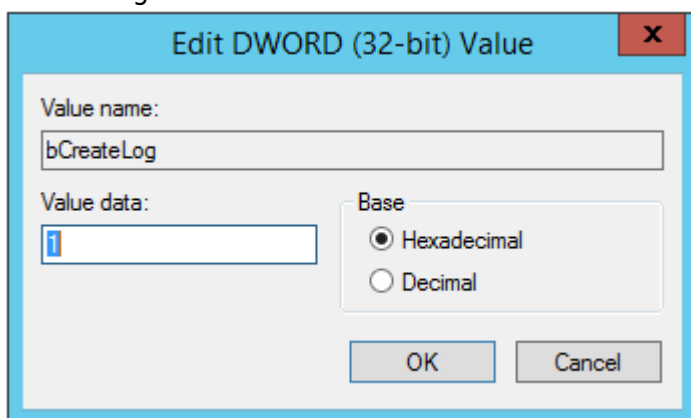 Edit DWORD (32-bit) Value
x
Value name:
bCreateLog
Value data:
1
Base
Hexadecimal
Decimal
OK
Cancel